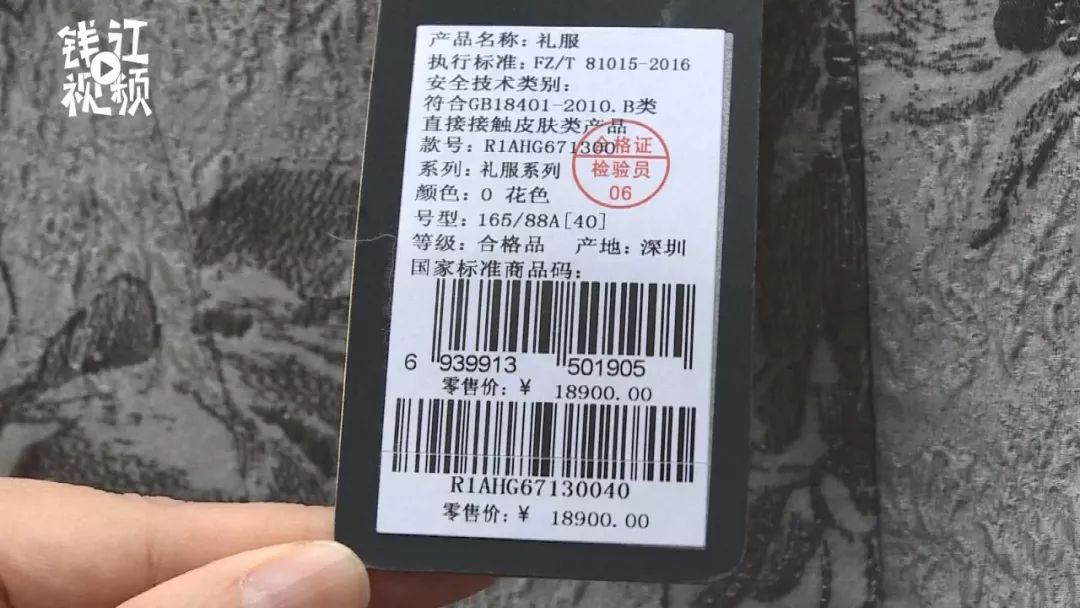 钱江
视频
产品名称：礼服
执行标准：FZ/T 81015-2016
安全技术类别：
符合GB18401-2010.B类
直接接触皮肤类产品
款号：R1AHG671300
合格证
检验员
06
系列：礼服系列
颜色：0 花色
号型：165/88A[40]
等级：合格品 产地：深圳
国家标准商品码：
6 939913 501905
零售价：¥ 18900.00
R1AHG67130040
零售价：¥ 18900.00